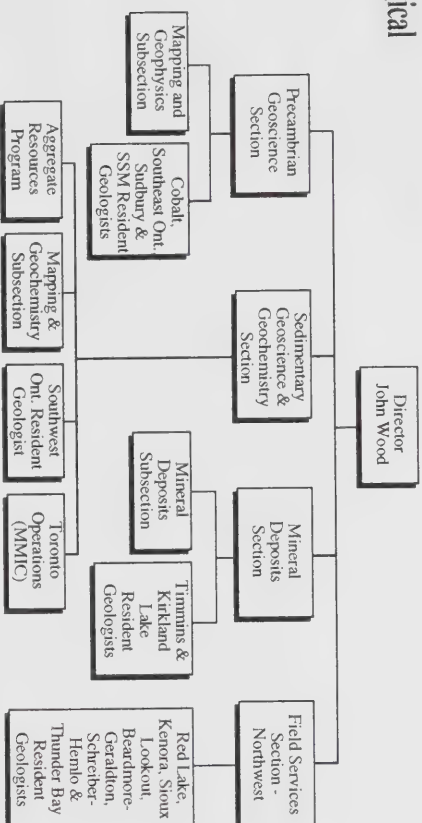 ical
Director
John Wood
Precambrian
Geoscience
Section
Sedimentary
Geoscience &
Geochemistry
Section
Mineral
Deposits
Section
Field Services
Section -
Northwest
Mapping and
Geophysics
Subsection
Cobalt,
Southeast Ont.,
Sudbury &
SSM Resident
Geologists
Mineral
Deposits
Subsection
Timmins &
Kirkland
Lake
Resident
Geologists
Red Lake,
Kenora, Sioux
Lookout,
Beardmore-
Geraldton,
Schreiber-
Hemlo &
Thunder Bay
Resident
Geologists
Aggregate
Resources
Program
Mapping &
Geochemistry
Subsection
Southwest
Ont. Resident
Geologist
Toronto
Operations
(MMIC)